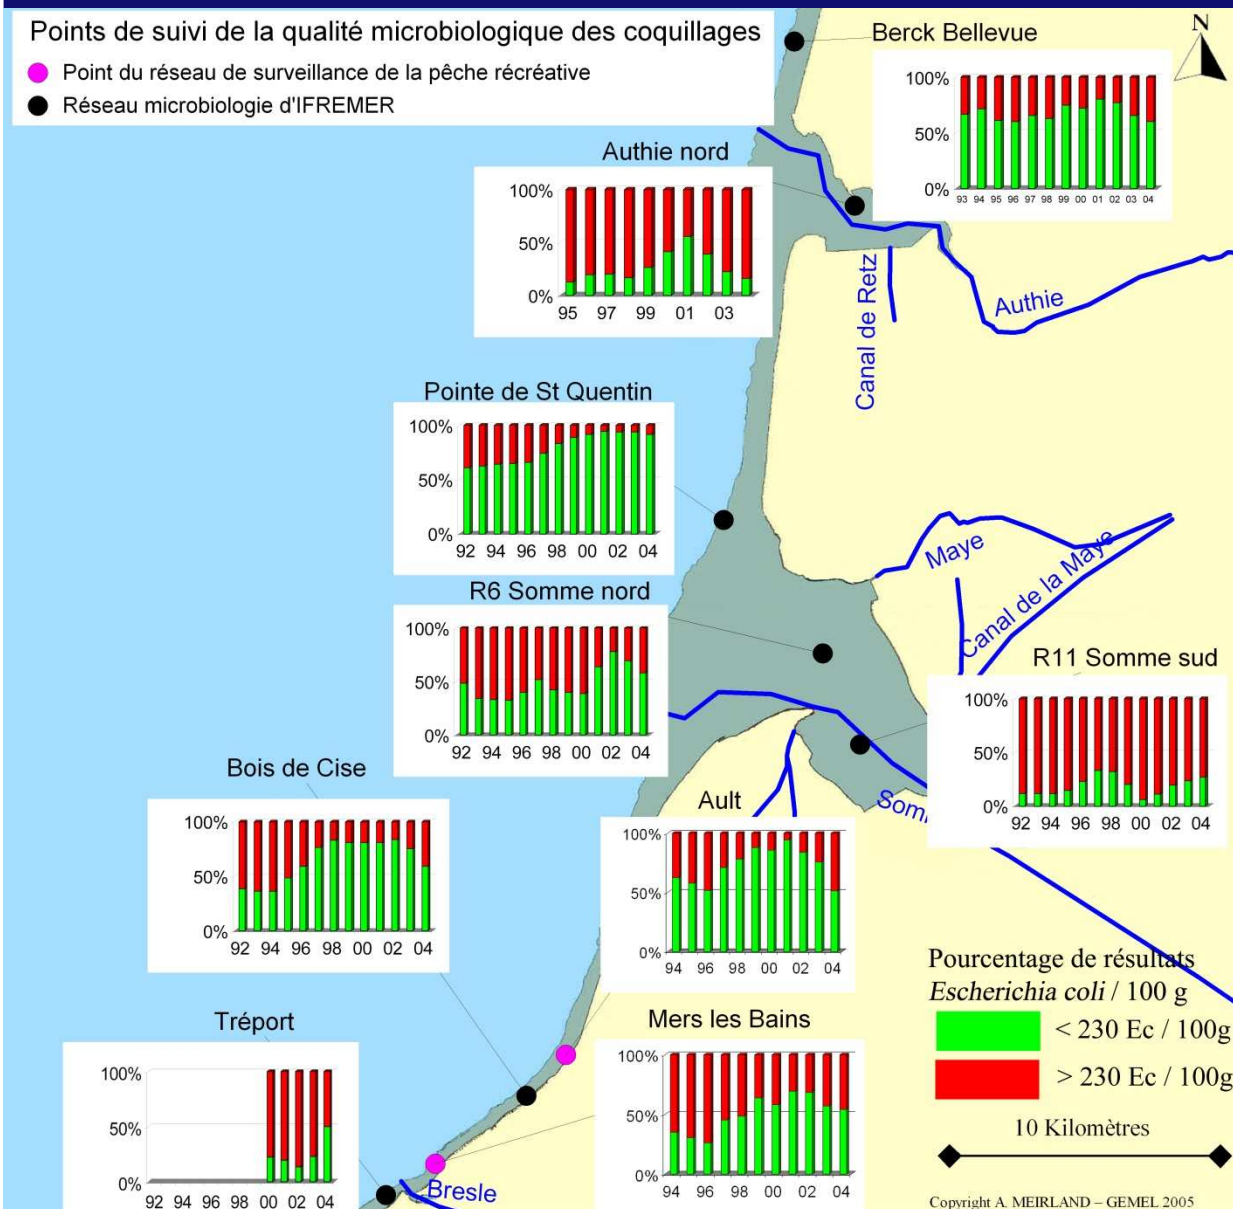 Points de suivi de la qualité microbiologique des coquillages
Point du réseau de surveillance de la pêche récréative
Réseau microbiologie d'IFREMER
N
Berck Bellevue
100%
50%
0%
93 94 95 96 97 98 99 00 01 02 03 04
Authie nord
100%
50%
0%
95 97 99 01 03
Canal de Retz
Authie
Pointe de St Quentin
100%
50%
0%
92 94 96 98 00 02 04
Maye
Canal de la Maye
R6 Somme nord
100%
50%
0%
92 94 96 98 00 02 04
R11 Somme sud
100%
50%
0%
92 94 96 98 00 02 04
Bois de Cise
100%
50%
0%
92 94 96 98 00 02 04
Ault
100%
50%
0%
94 96 98 00 02 04
Pourcentage de résultats
Escherichia coli / 100 g
< 230 Ec / 100g
> 230 Ec / 100g
10 Kilomètres
Tréport
100%
50%
0%
92 94 96 98 00 02 04
Mers les Bains
100%
50%
0%
94 96 98 00 02 04
Bresle
Copyright A. MEIRLAND – GEMEL 2005